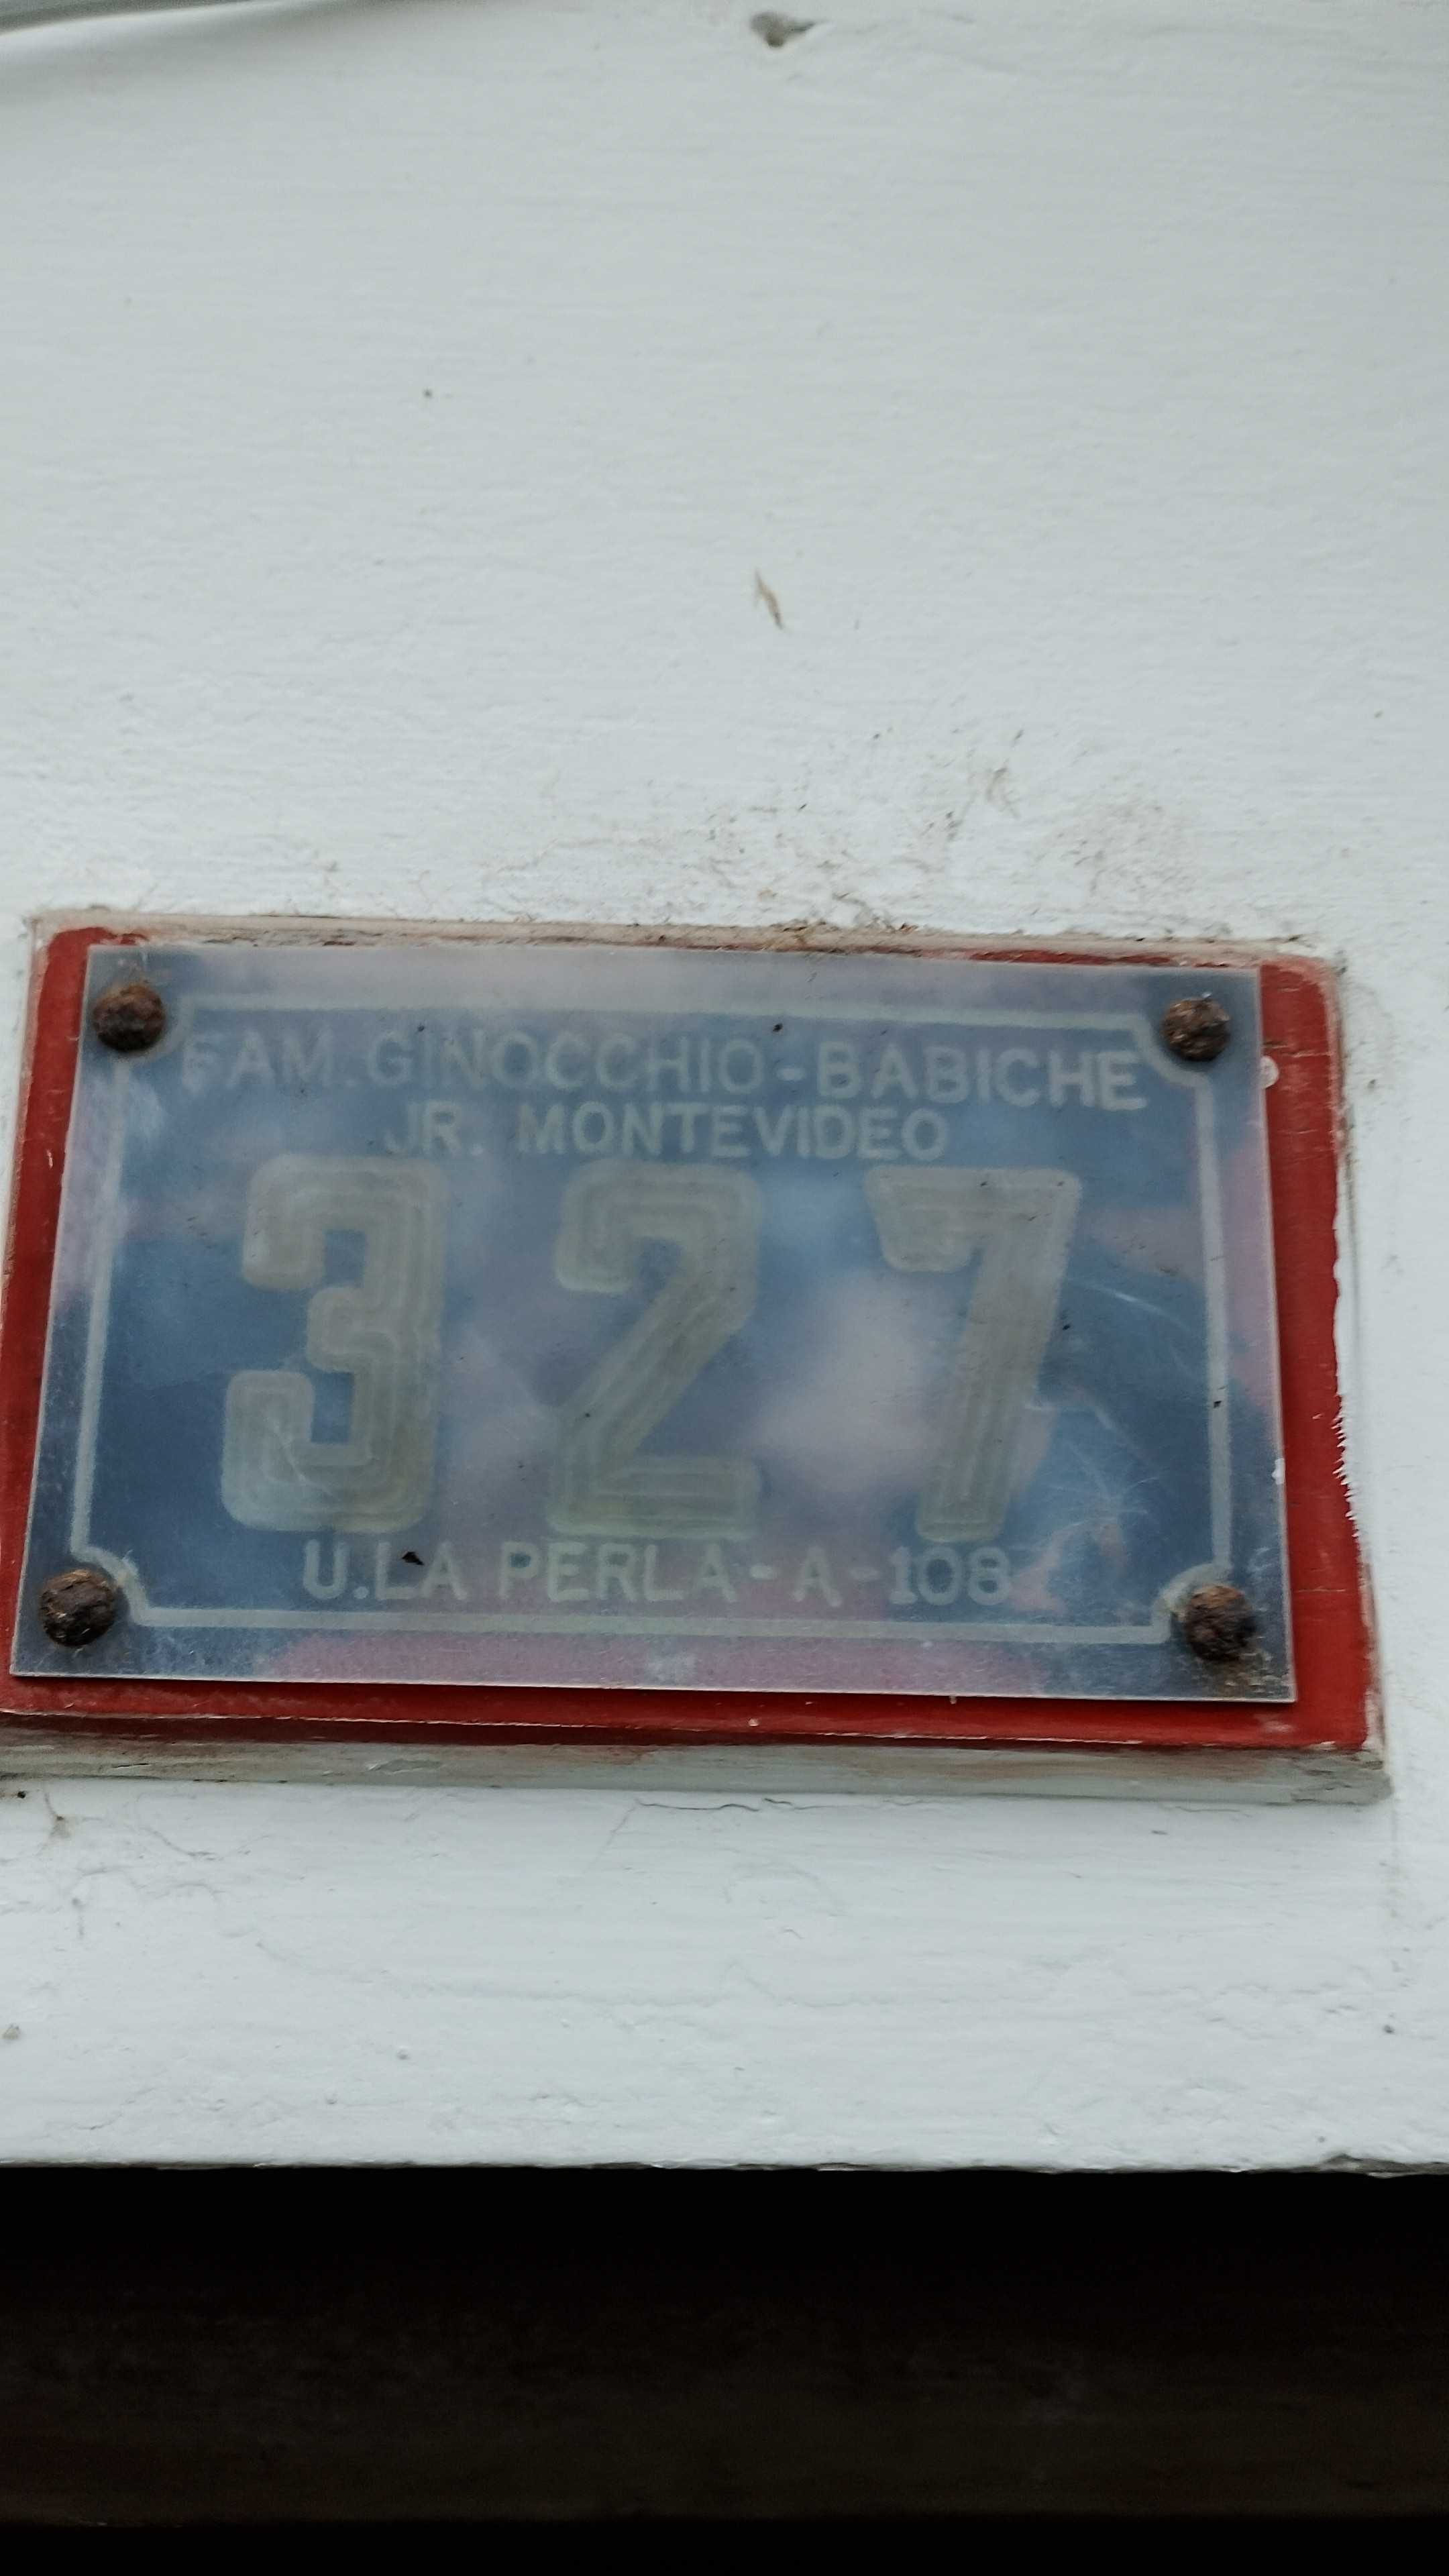 FAM.GINOCCHIO-BABICHE
JR. MONTEVIDEO
327
U.LA PERLA-A-108